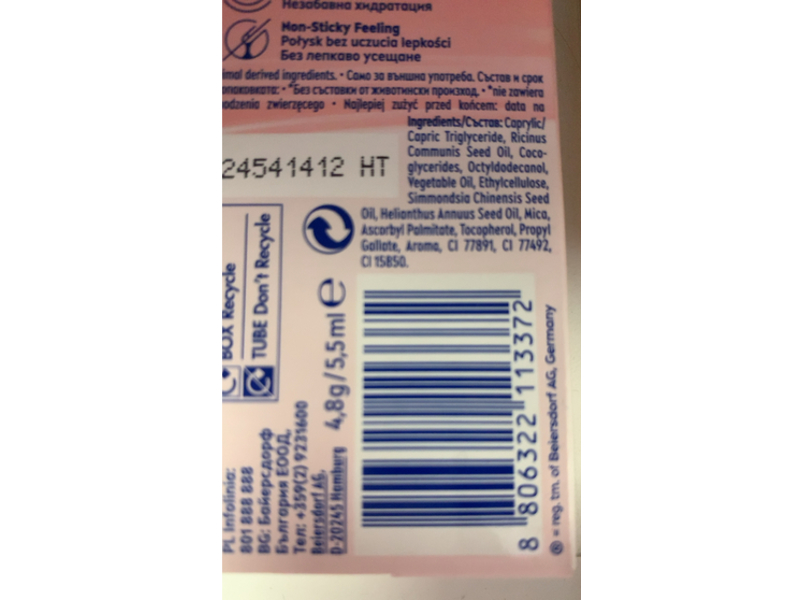 Незабавна хидратация
Non-Sticky Feeling
Połysk bez uczucia lepkości
Без лепкаво усещане
imal derived ingredients. • Само за външна употреба. Състав и срок
опаковката: • *Без съставки от животински произход. • *nie zawiera
odzenia zwierzęcego • Najlepiej zużyć przed końcem: data na
Ingredients/Състав: Caprylic/
Capric Triglyceride, Ricinus
Communis Seed Oil, Coco-
glycerides, Octyldodecanol,
Vegetable Oil, Ethylcellulose,
Simmondsia Chinensis Seed
Oil, Helianthus Annuus Seed Oil, Mica,
Ascorbyl Palmitate, Tocopherol, Propyl
Gallate, Aroma, CI 77891, CI 77492,
CI 15850.
24541412 HT
BOX Recycle
TUBE Don't Recycle
4,8g/5,5ml e
PL Infolinia:
801 888 888
BG: Байерсдорф
България ЕООД,
Тел: +359(2) 9231600
Beiersdorf AG,
D-20245 Hamburg
8 806322 113372
® = reg. tm. of Beiersdorf AG, Germany